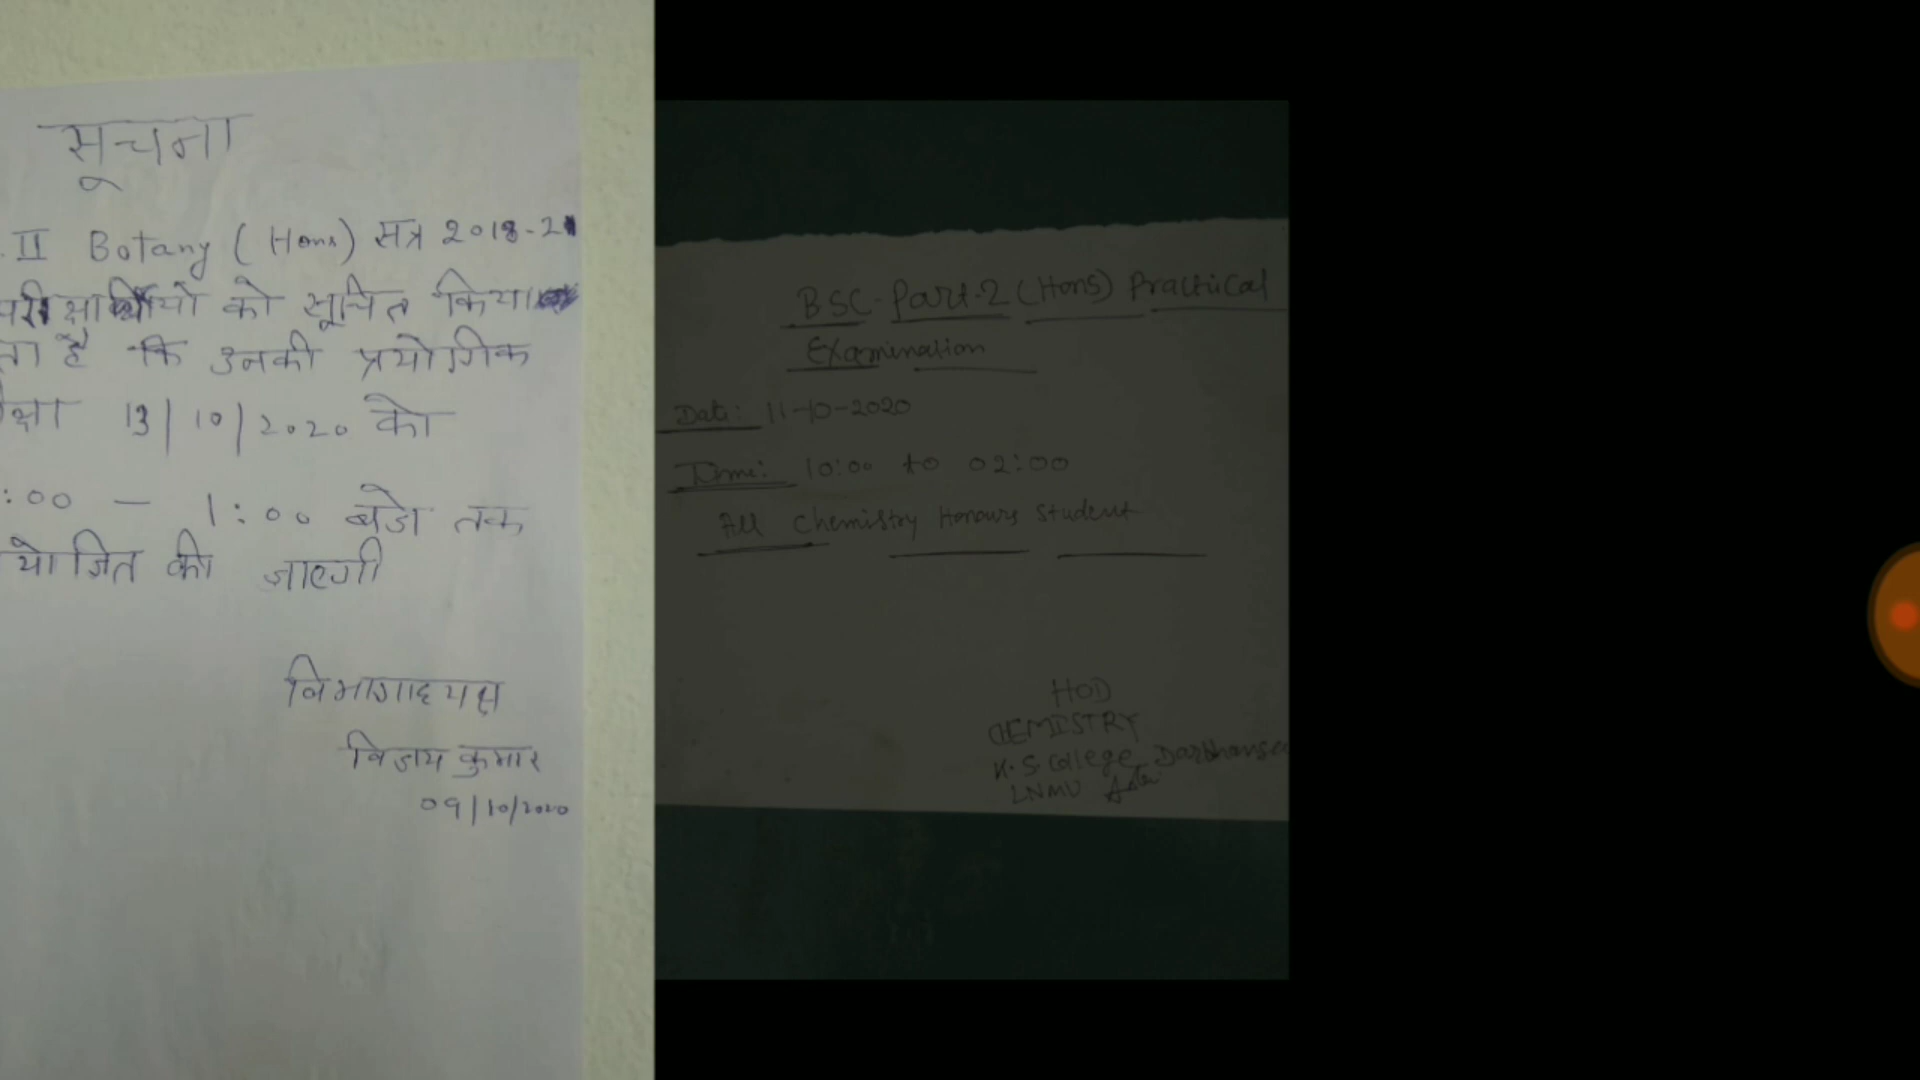 सूचना
II Botany (Hons) सत्र 2018-21
को सूचित किया
है कि उनकी प्रयोगिक
13/10/2020 को
:00 — 1:00 बजे तक
योजित की जाएगी
विभागाध्यक्ष
विजय कुमार
09/10/2020
BSC-Part-2 (Hons) Practical
Examination
Date: 11-10-2020
Time: 10:00 to 02:00
All Chemistry Honours Student
HOD
CHEMISTRY
K.S. College Darbhanga
LNMU